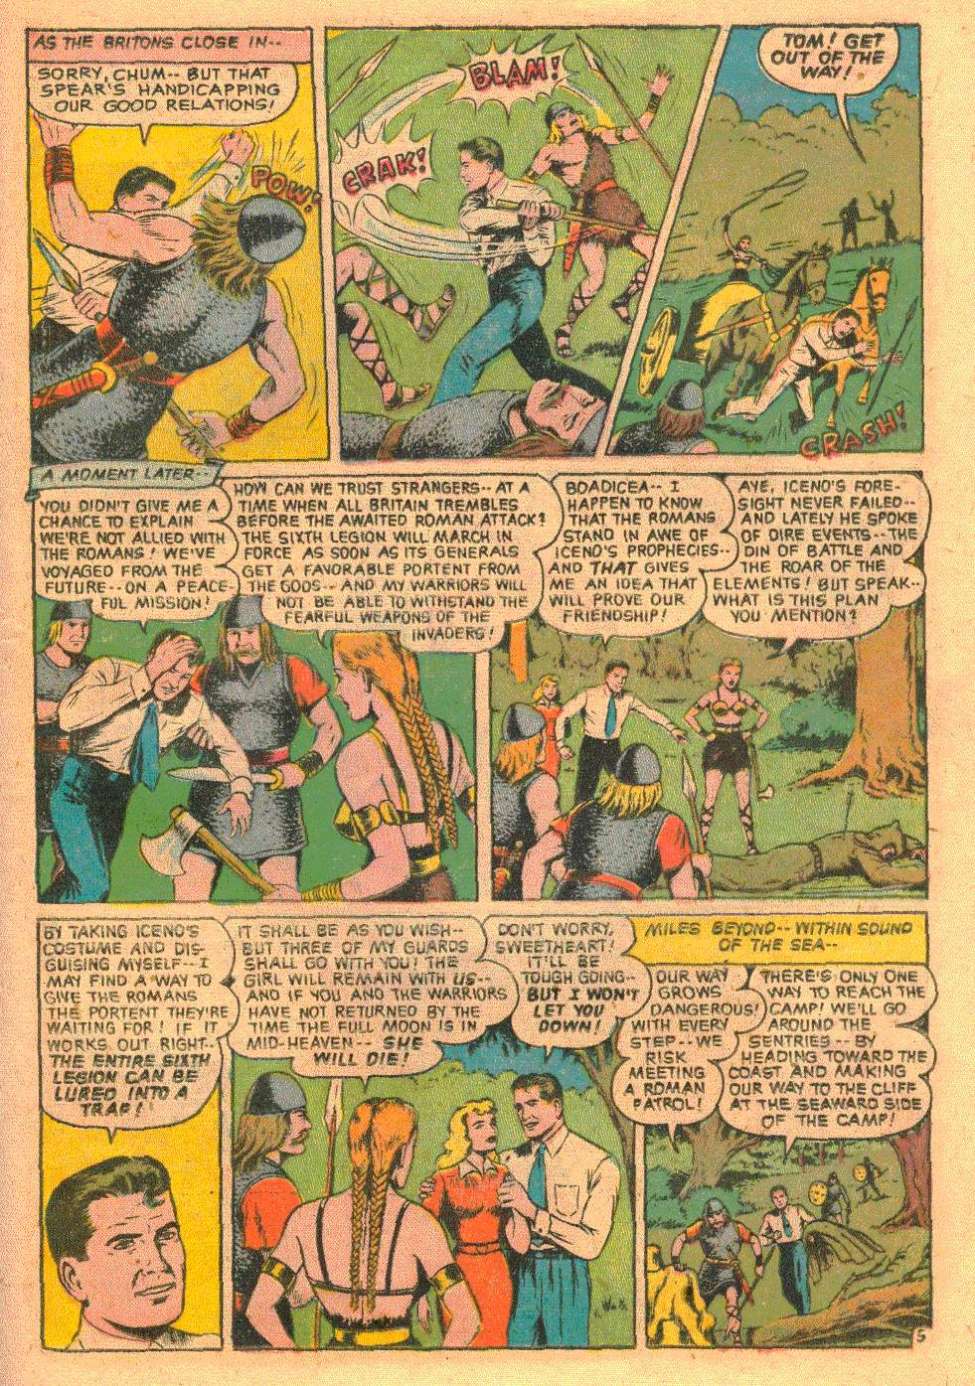 AS THE BRITONS CLOSE IN--
SORRY, CHUM-- BUT THAT
SPEAR'S HANDICAPPING
OUR GOOD RELATIONS!
POW!
BLAM!
CRAK!
TOM! GET
OUT OF THE
WAY!
CRASH!
A MOMENT LATER--
YOU DIDN'T GIVE ME A
CHANCE TO EXPLAIN
WE'RE NOT ALLIED WITH
THE ROMANS! WE'VE
VOYAGED FROM THE
FUTURE-- ON A PEACE-
FUL MISSION!
HOW CAN WE TRUST STRANGERS-- AT A
TIME WHEN ALL BRITAIN TREMBLES
BEFORE THE AWAITED ROMAN ATTACK?
THE SIXTH LEGION WILL MARCH IN
FORCE AS SOON AS ITS GENERALS
GET A FAVORABLE PORTENT FROM
THE GODS-- AND MY WARRIORS WILL
NOT BE ABLE TO WITHSTAND THE
FEARFUL WEAPONS OF THE
INVADERS!
BOADICEA-- I
HAPPEN TO KNOW
THAT THE ROMANS
STAND IN AWE OF
ICENO'S PROPHECIES--
AND THAT GIVES
ME AN IDEA THAT
WILL PROVE OUR
FRIENDSHIP!
AYE, ICENO'S FORE-
SIGHT NEVER FAILED--
AND LATELY HE SPOKE
OF DIRE EVENTS-- THE
DIN OF BATTLE AND
THE ROAR OF THE
ELEMENTS! BUT SPEAK--
WHAT IS THIS PLAN
YOU MENTION?
BY TAKING ICENO'S
COSTUME AND DIS-
GUISING MYSELF-- I
MAY FIND A WAY TO
GIVE THE ROMANS
THE PORTENT THEY'RE
WAITING FOR! IF IT
WORKS OUT RIGHT--
THE ENTIRE SIXTH
LEGION CAN BE
LURED INTO A
TRAP!
IT SHALL BE AS YOU WISH--
BUT THREE OF MY GUARDS
SHALL GO WITH YOU! THE
GIRL WILL REMAIN WITH US--
AND IF YOU AND THE WARRIORS
HAVE NOT RETURNED BY THE
TIME THE FULL MOON IS IN
MID-HEAVEN-- SHE
WILL DIE!
DON'T WORRY,
SWEETHEART!
IT'LL BE
TOUGH GOING--
BUT I WON'T
LET YOU
DOWN!
MILES BEYOND-- WITHIN SOUND
OF THE SEA--
OUR WAY
GROWS
DANGEROUS!
WITH EVERY
STEP-- WE
RISK
MEETING
A ROMAN
PATROL!
THERE'S ONLY ONE
WAY TO REACH THE
CAMP! WE'LL GO
AROUND THE
SENTRIES-- BY
HEADING TOWARD THE
COAST AND MAKING
OUR WAY TO THE CLIFF
AT THE SEAWARD SIDE
OF THE CAMP!
5